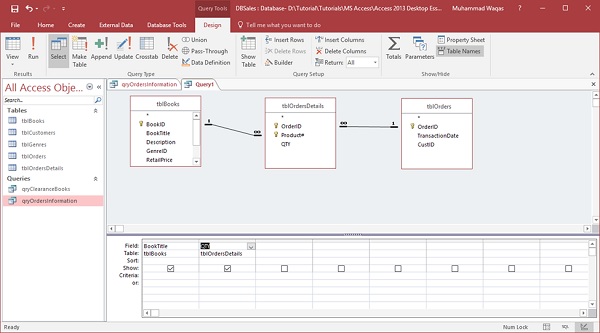 Query Tools
DBSales : Database- D:\Tutorial\Tutorials\MS Access\Access 2013 Desktop Ess...
Muhammad Waqas
File Home Create External Data Database Tools Design Tell me what you want to do
View Run Select Make Table Append Update Crosstab Delete
Union
Pass-Through
Data Definition
Show Table
Insert Rows
Delete Rows
Builder
Insert Columns
Delete Columns
Return: All
Totals Parameters
Property Sheet
Table Names
Results Query Type Query Setup Show/Hide
All Access Obje...
Search...
Tables
tblBooks
tblCustomers
tblGenres
tblOrders
tblOrdersDetails
Queries
qryClearanceBooks
qryOrdersInformation
qryOrdersInformation Query1
tblBooks
*
BookID
BookTitle
Description
GenreID
RetailPrice
1 ∞
tblOrdersDetails
*
OrderID
Product#
QTY
∞ 1
tblOrders
*
OrderID
TransactionDate
CustID
Field: BookTitle QTY
Table: tblBooks tblOrdersDetails
Sort:
Show:
Criteria:
or:
Ready Num Lock SQL